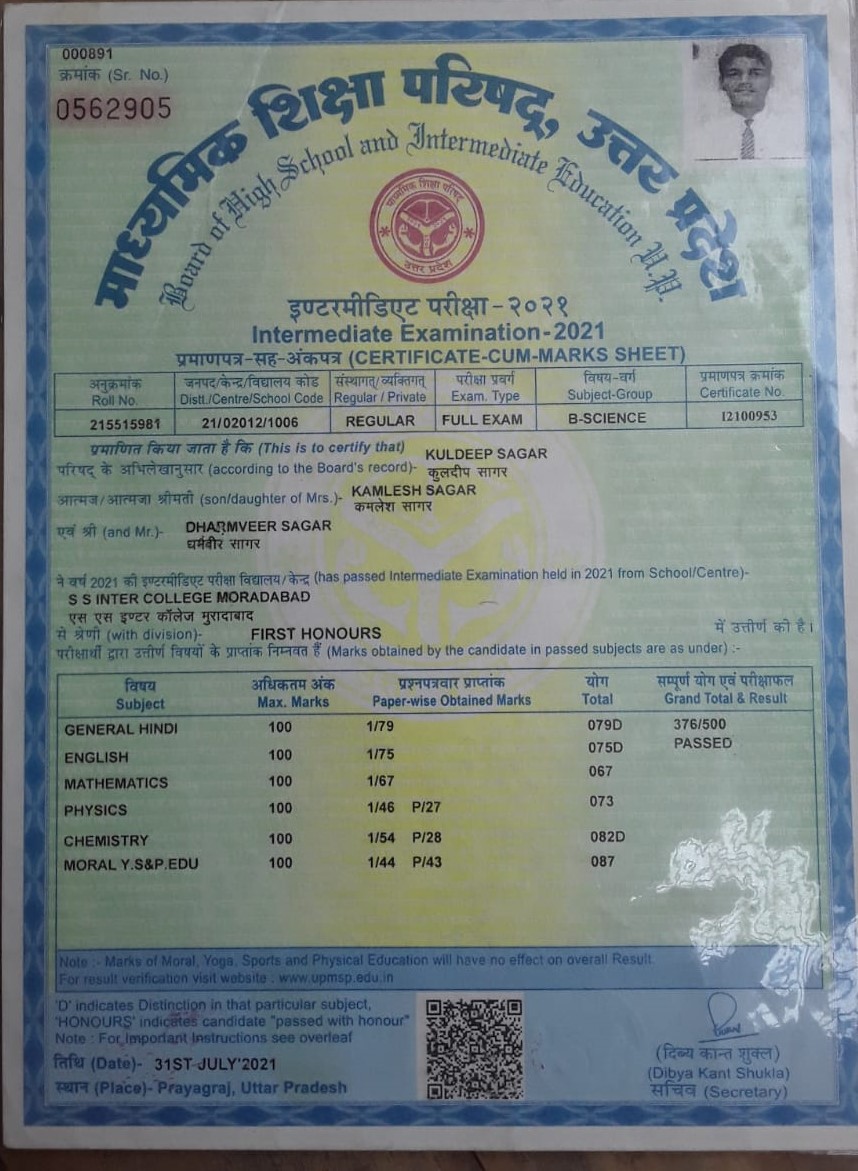 000891
क्रमांक (Sr. No.)
0562905
माध्यमिक शिक्षा परिषद्, उत्तर प्रदेश
Board of High School and Intermediate Education U.P.
माध्यमिक शिक्षा परिषद्
उत्तर प्रदेश
इण्टरमीडिएट परीक्षा-२०२१
Intermediate Examination-2021
प्रमाणपत्र-सह-अंकपत्र (CERTIFICATE-CUM-MARKS SHEET)
अनुक्रमांक जनपद/केन्द्र/विद्यालय कोड संस्थागत्/व्यक्तिगत् परीक्षा प्रवर्ग विषय-वर्ग प्रमाणपत्र क्रमांक
Roll No. Distt./Centre/School Code Regular / Private Exam. Type Subject-Group Certificate No.
215515981 21/02012/1006 REGULAR FULL EXAM B-SCIENCE I2100953
प्रमाणित किया जाता है कि (This is to certify that) KULDEEP SAGAR
परिषद् के अभिलेखानुसार (according to the Board's record)- कुलदीप सागर
आत्मज/आत्मजा श्रीमती (son/daughter of Mrs.)- KAMLESH SAGAR
कमलेश सागर
एवं श्री (and Mr.)- DHARMVEER SAGAR
धर्मवीर सागर
ने वर्ष 2021 की इण्टरमीडिएट परीक्षा विद्यालय/केन्द्र (has passed Intermediate Examination held in 2021 from School/Centre)-
S S INTER COLLEGE MORADABAD
एस एस इण्टर कॉलेज मुरादाबाद
से श्रेणी (with division)- FIRST HONOURS में उत्तीर्ण की है।
परीक्षार्थी द्वारा उत्तीर्ण विषयों के प्राप्तांक निम्नवत हैं (Marks obtained by the candidate in passed subjects are as under) :-
विषय अधिकतम अंक प्रश्नपत्रवार प्राप्तांक योग सम्पूर्ण योग एवं परीक्षाफल
Subject Max. Marks Paper-wise Obtained Marks Total Grand Total & Result
GENERAL HINDI 100 1/79 079D 376/500
ENGLISH 100 1/75 075D PASSED
MATHEMATICS 100 1/67 067
PHYSICS 100 1/46 P/27 073
CHEMISTRY 100 1/54 P/28 082D
MORAL Y.S&P.EDU 100 1/44 P/43 087
Note :- Marks of Moral, Yoga, Sports and Physical Education will have no effect on overall Result.
For result verification visit website : www.upmsp.edu.in
'D' indicates Distinction in that particular subject,
'HONOURS' indicates candidate "passed with honour"
Note : For Important Instructions see overleaf
तिथि (Date)- 31ST JULY'2021
स्थान (Place)- Prayagraj, Uttar Pradesh
(दिब्य कान्त शुक्ल)
(Dibya Kant Shukla)
सचिव (Secretary)